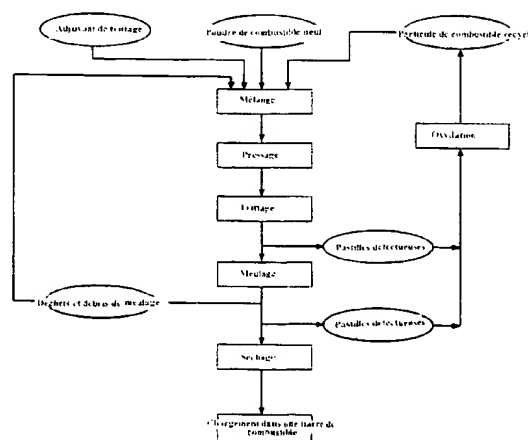 Adjuvant de frittage
Poudre de combustible neuf
Particule de combustible recyclé
Mélange
Oxydation
Pressage
Frittage
Pastilles défectueuses
Meulage
Déchets et débris de meulage
Pastilles défectueuses
Séchage
Chargement dans une barre de
combustible